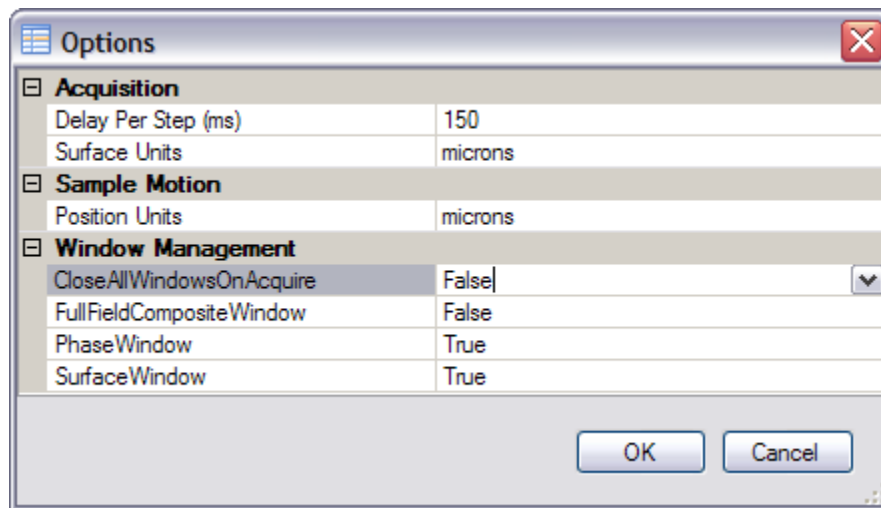 Options
Acquisition
Delay Per Step (ms) 150
Surface Units microns
Sample Motion
Position Units microns
Window Management
CloseAllWindowsOnAcquire False
FullFieldCompositeWindow False
PhaseWindow True
SurfaceWindow True
OK Cancel